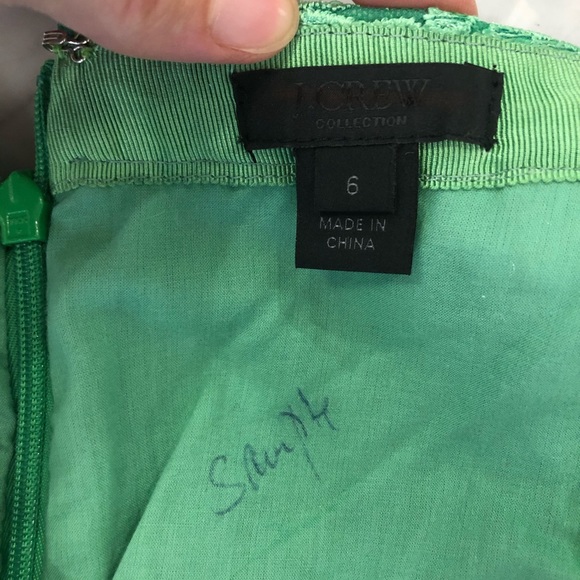 J.CREW
COLLECTION
6
MADE IN
CHINA
Sample